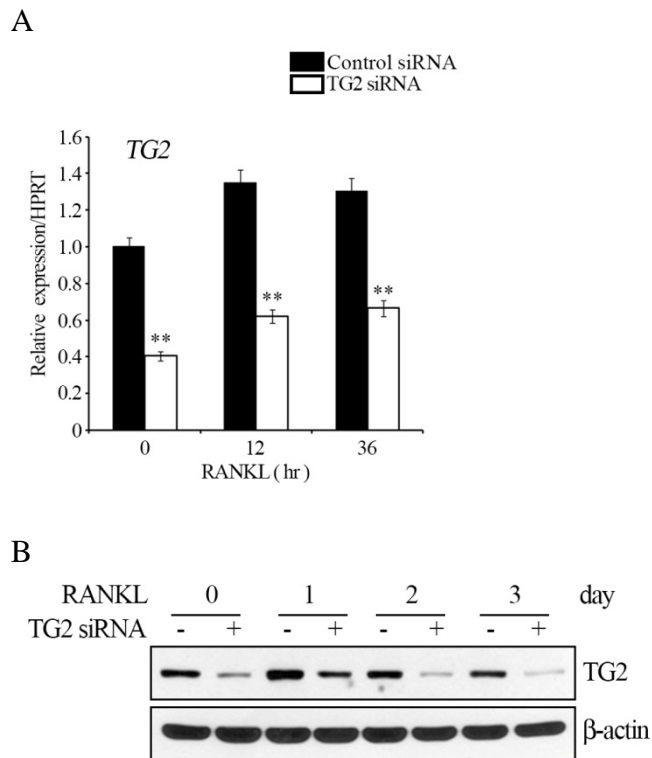 A
Control siRNA
TG2 siRNA
TG2
1.6
1.4
1.2
1.0
0.8
0.6
0.4
0.2
0
Relative expression/HPRT
**
**
**
0 12 36
RANKL ( hr )
B
RANKL 0 1 2 3 day
TG2 siRNA - + - + - + - +
TG2
β-actin